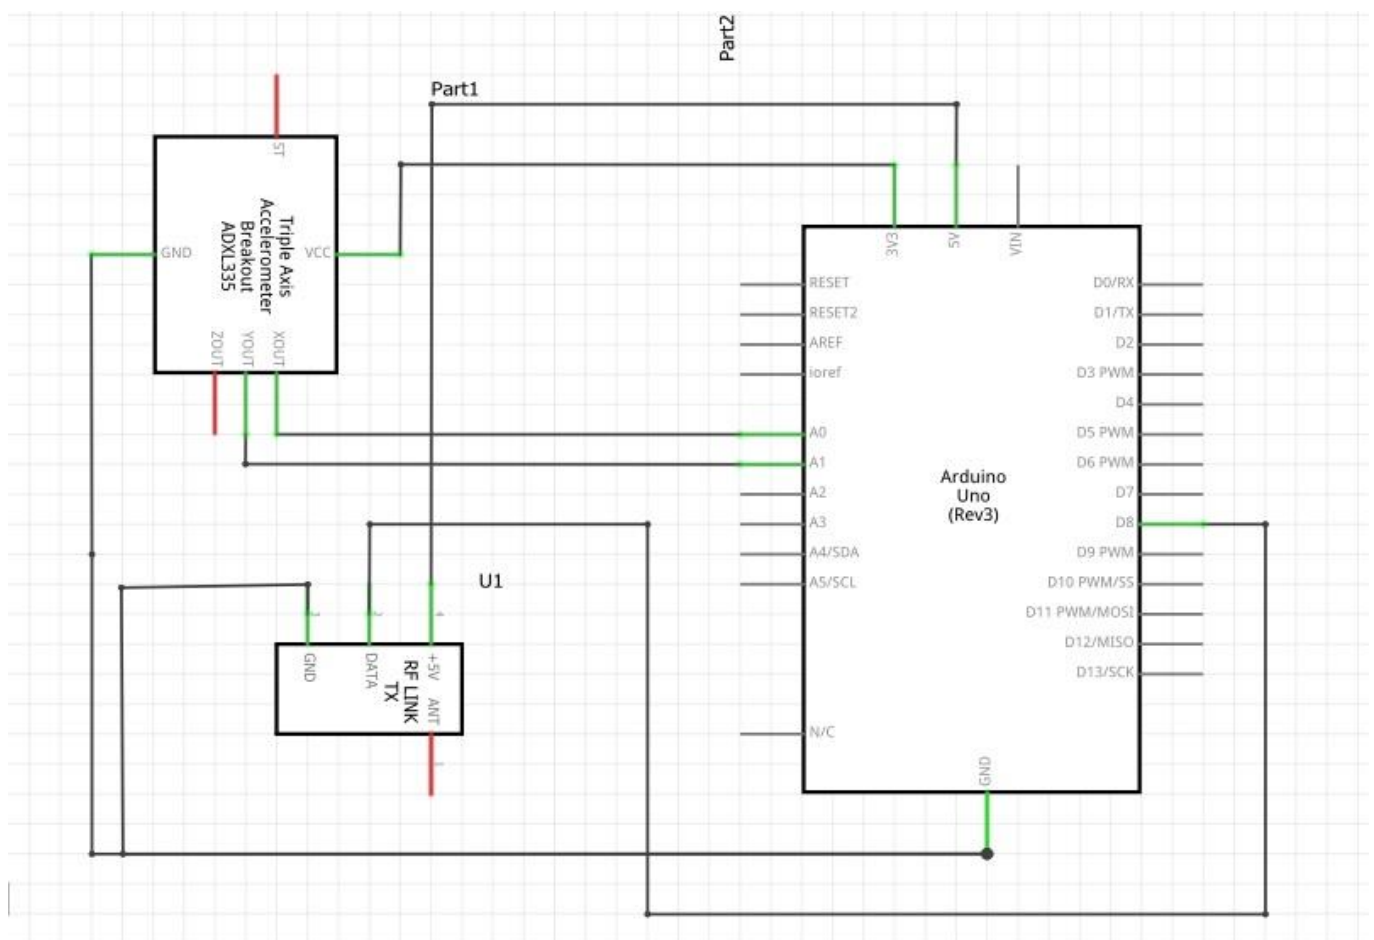 Part2
Part1
ST
Triple Axis
Accelerometer
Breakout
ADXL335
GND
VCC
ZOUT
YOUT
XOUT
3V3
5V
VIN
RESET
RESET2
AREF
ioref
A0
A1
A2
A3
A4/SDA
A5/SCL
N/C
Arduino
Uno
(Rev3)
D0/RX
D1/TX
D2
D3 PWM
D4
D5 PWM
D6 PWM
D7
D8
D9 PWM
D10 PWM/SS
D11 PWM/MOSI
D12/MISO
D13/SCK
GND
U1
GND
DATA
+5V
RF LINK
TX
ANT